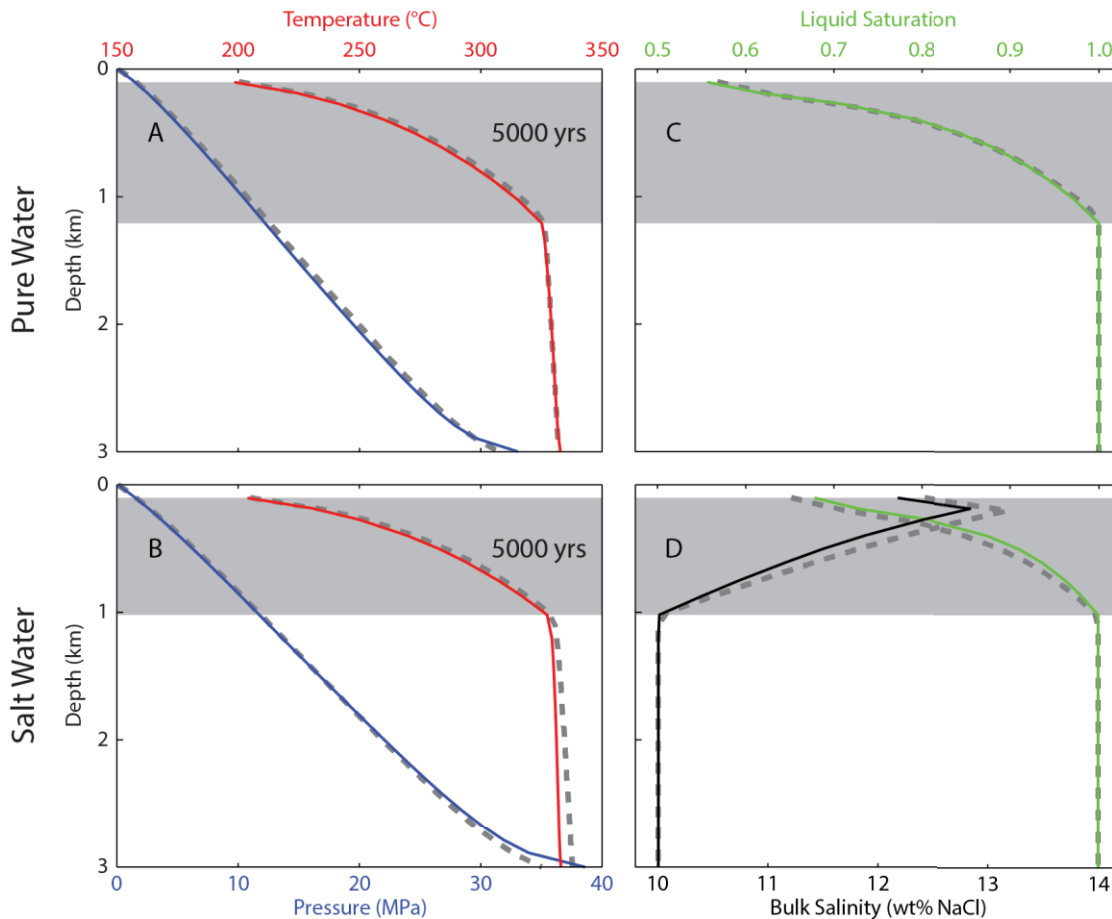 Temperature (°C)
150 200 250 300 350
Liquid Saturation
0.5 0.6 0.7 0.8 0.9 1.0
Pure Water
Depth (km)
0
1
2
3
A
5000 yrs
C
Salt Water
Depth (km)
0
1
2
3
B
5000 yrs
D
0 10 20 30 40
Pressure (MPa)
10 11 12 13 14
Bulk Salinity (wt% NaCl)